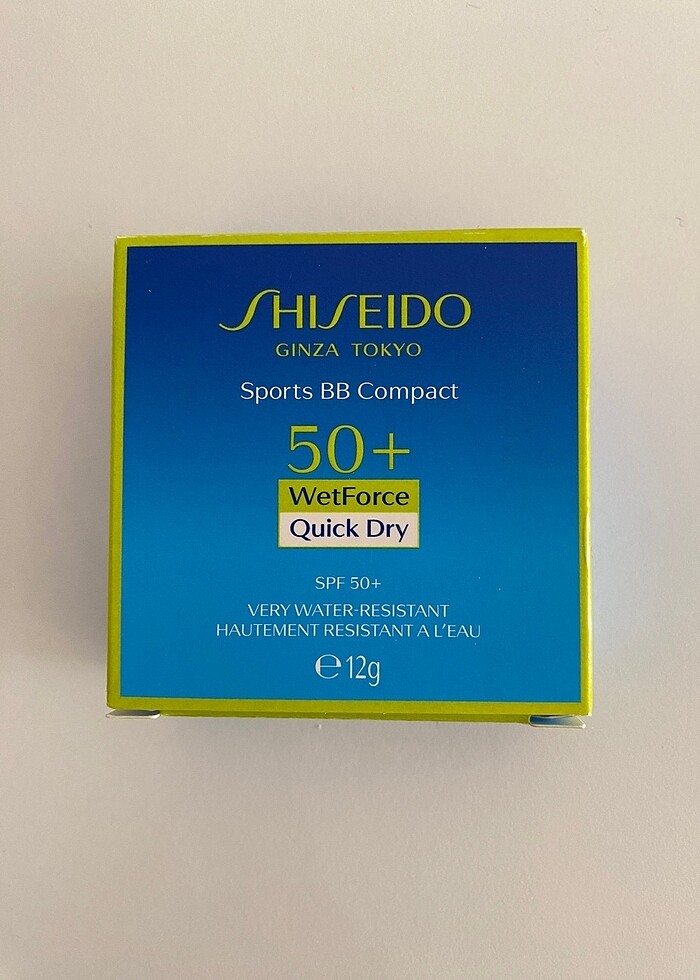 SHISEIDO
GINZA TOKYO
Sports BB Compact
50+
WetForce
Quick Dry
SPF 50+
VERY WATER-RESISTANT
HAUTEMENT RESISTANT A L'EAU
℮12g